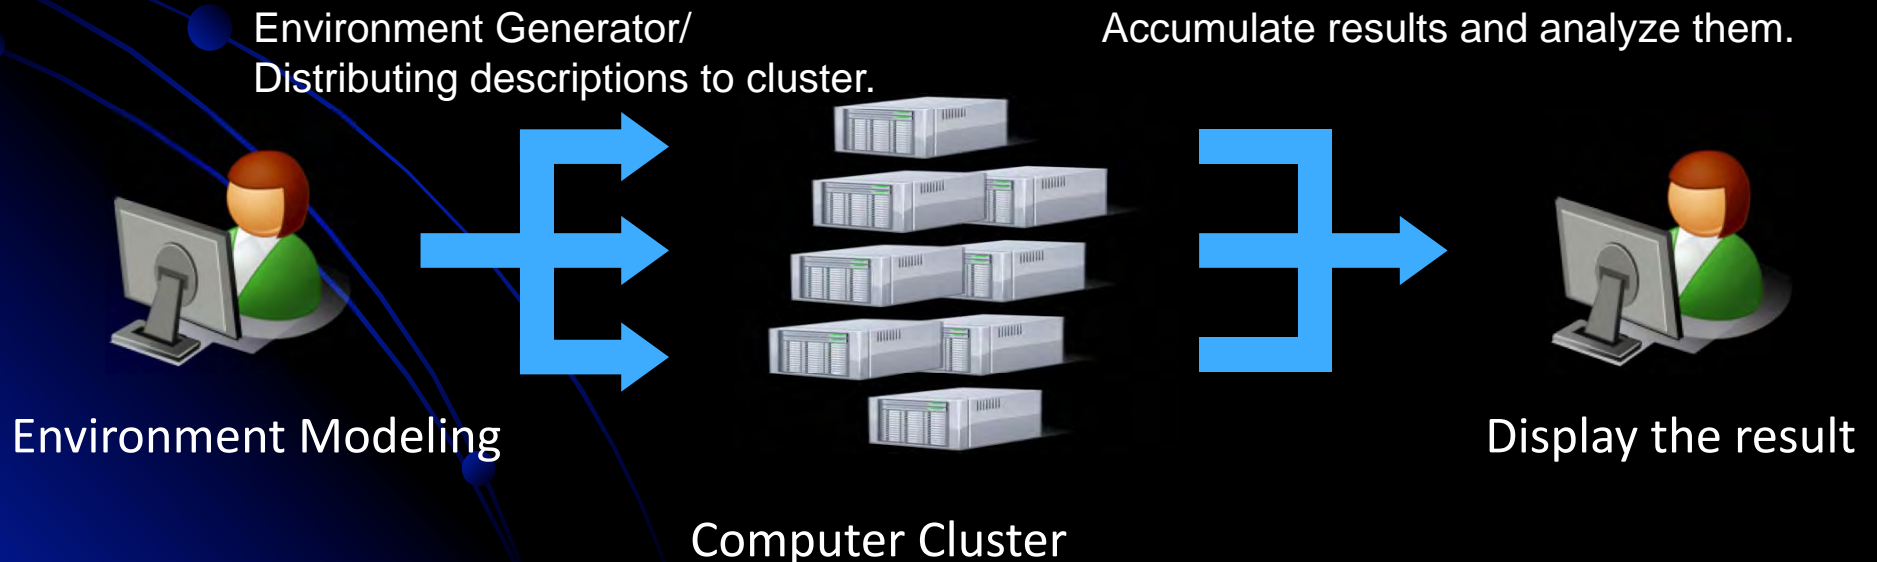 Environment Generator/
Distributing descriptions to cluster.
Accumulate results and analyze them.
Environment Modeling
Computer Cluster
Display the result